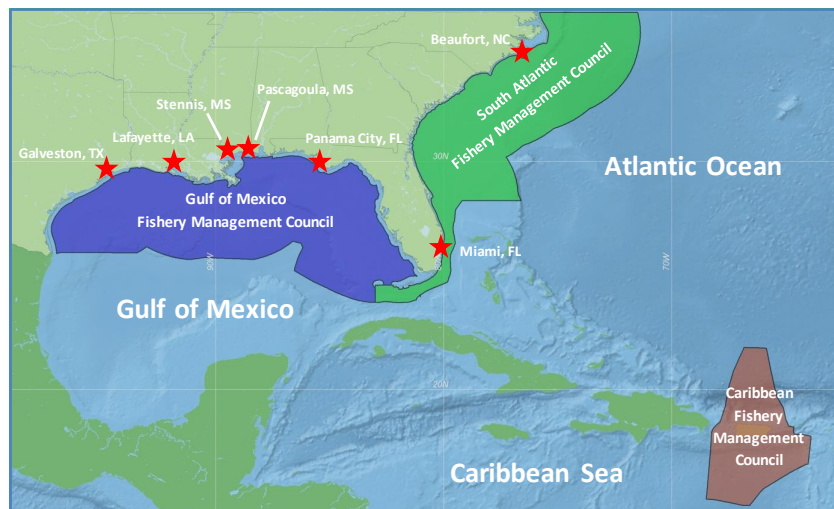 Beaufort, NC
South Atlantic
Fishery Management Council
Pascagoula, MS
Stennis, MS
Lafayette, LA
Panama City, FL
Galveston, TX
30N
Atlantic Ocean
Gulf of Mexico
Fishery Management Council
Miami, FL
90W
70W
Gulf of Mexico
20N
Caribbean
Fishery
Management
Council
Caribbean Sea